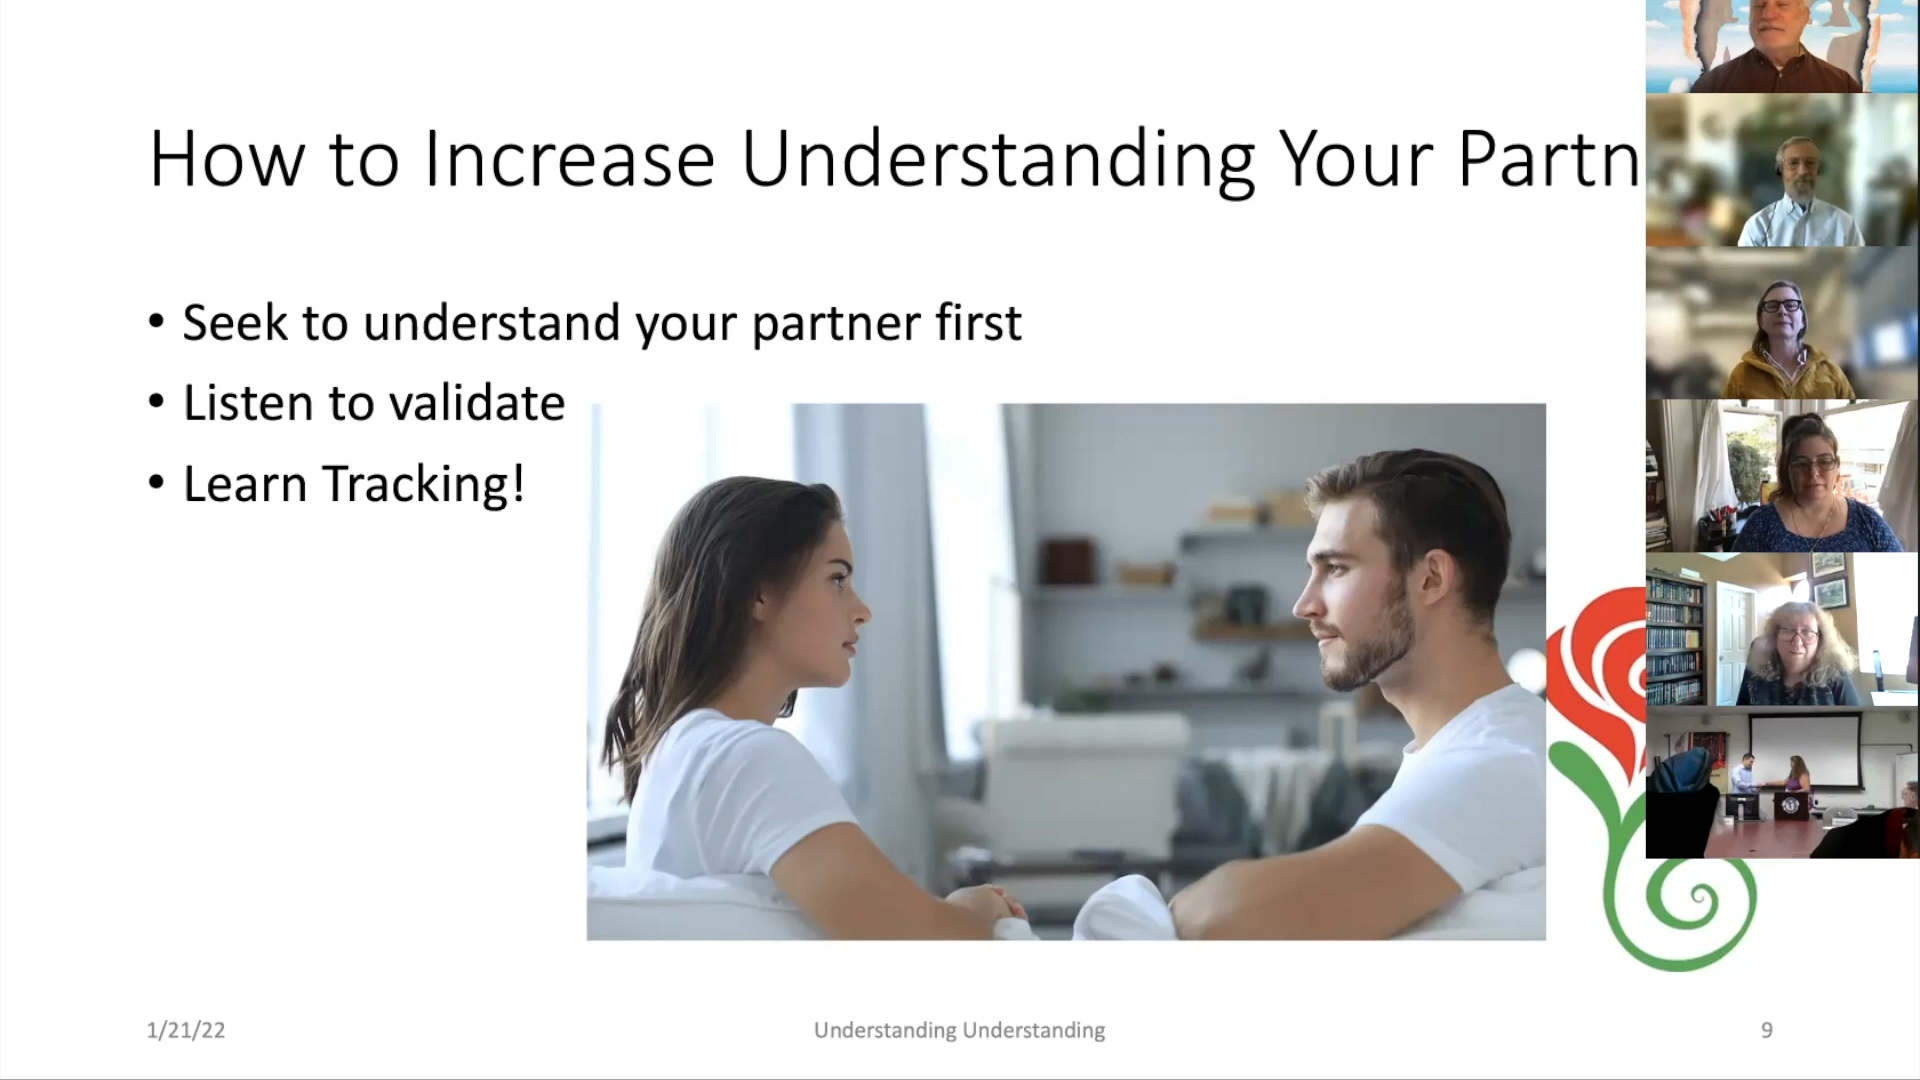 How to Increase Understanding Your Partn
• Seek to understand your partner first
• Listen to validate
• Learn Tracking!
1/21/22
Understanding Understanding
9